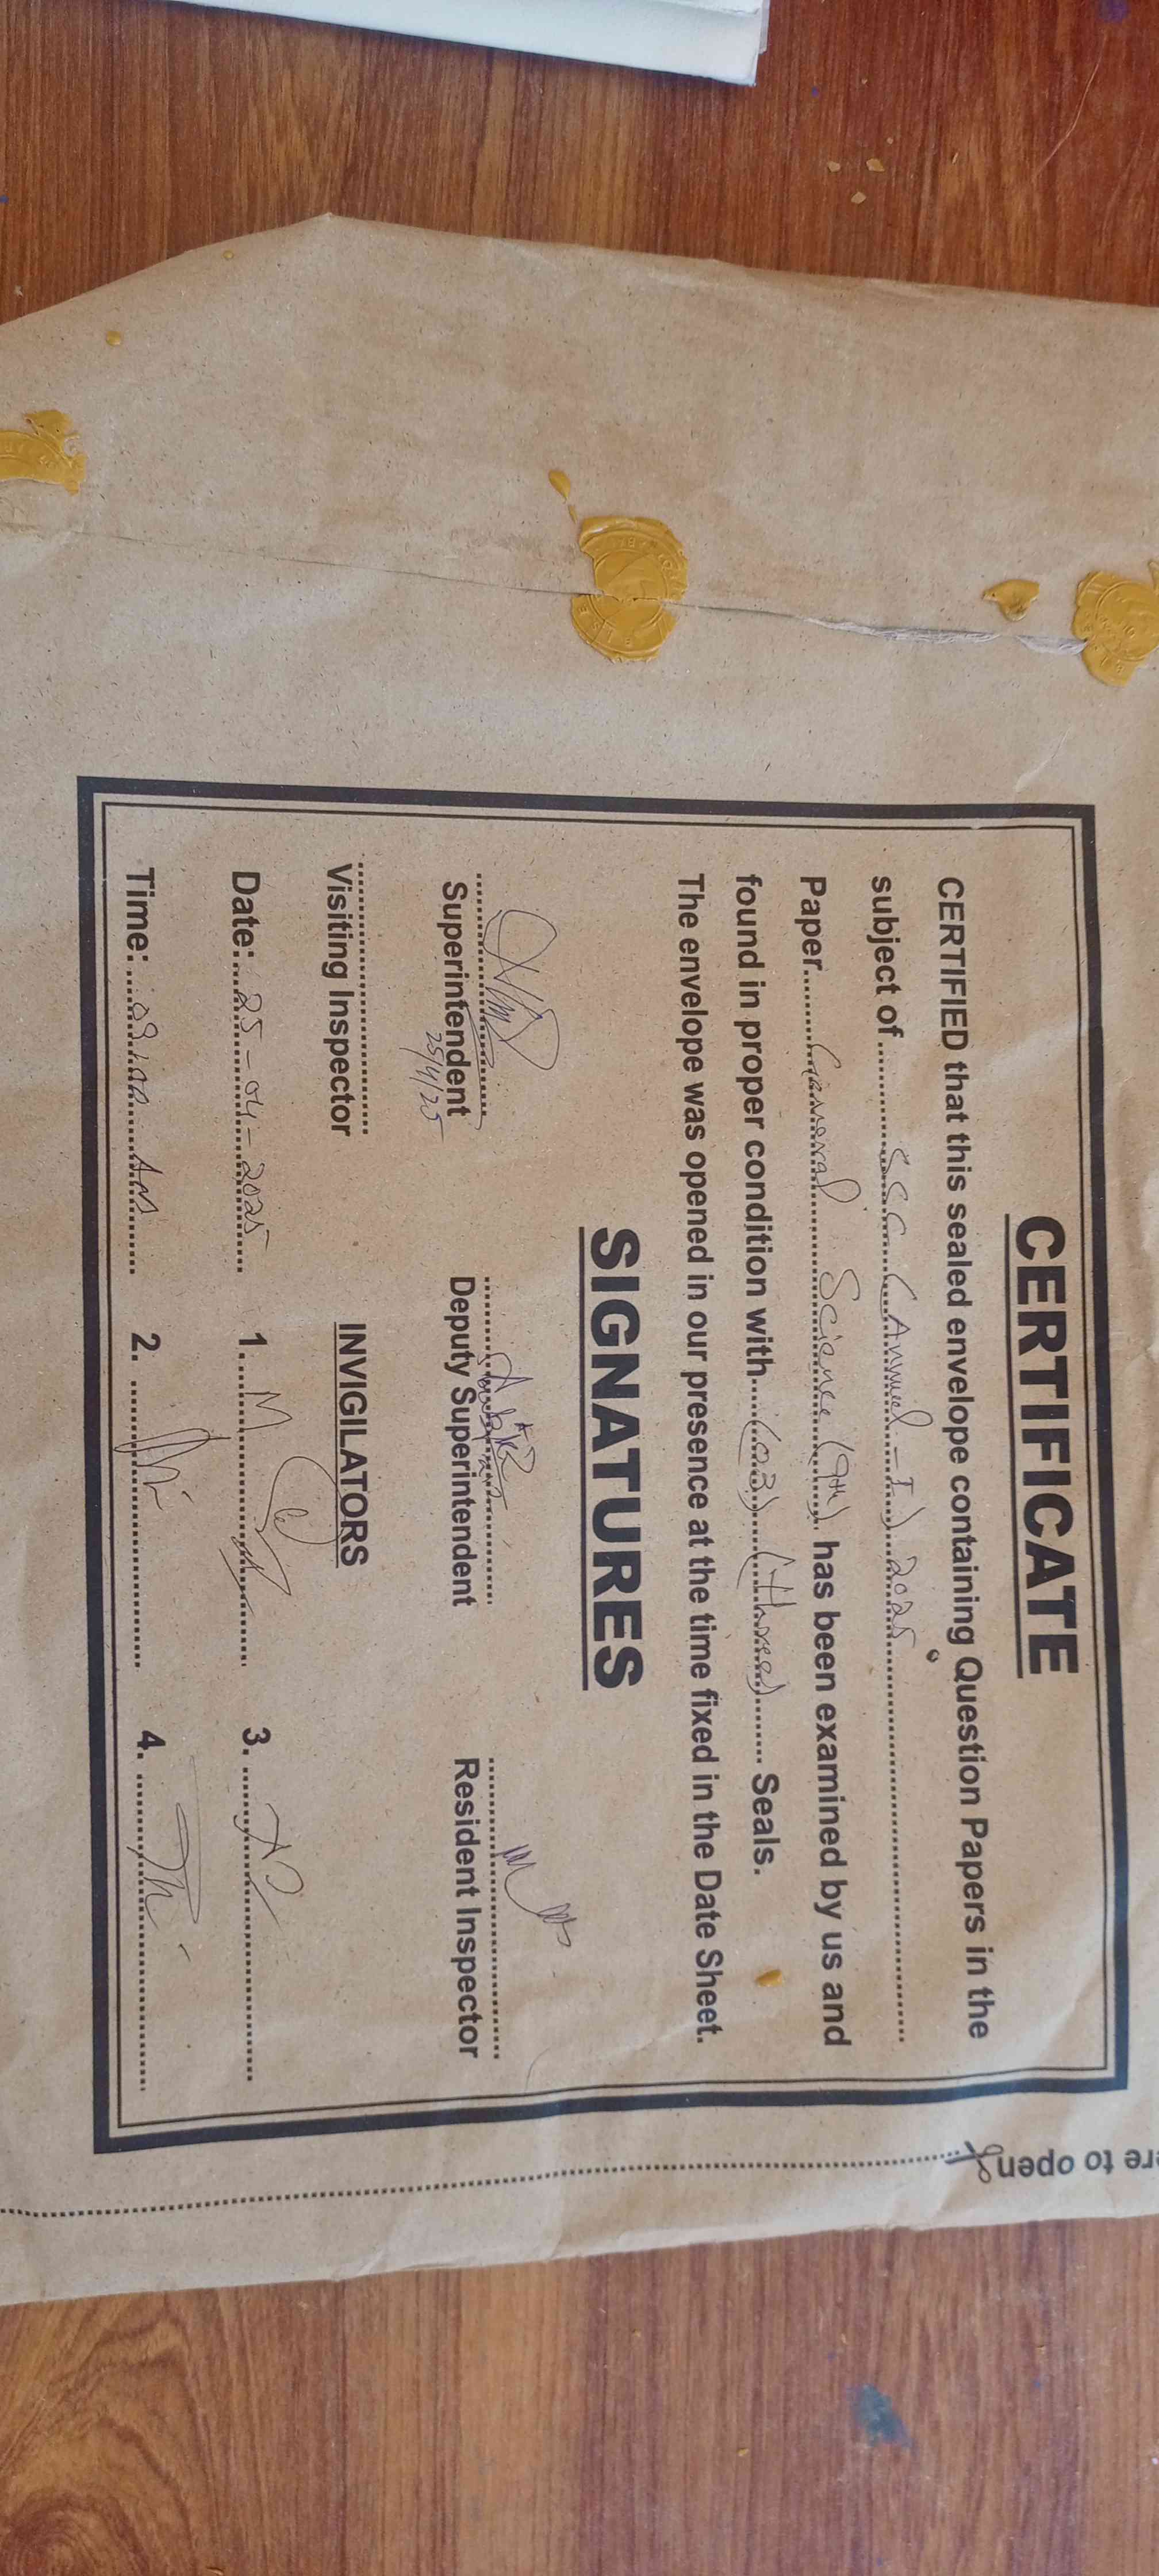 CERTIFICATE
CERTIFIED that this sealed envelope containing Question Papers in the
subject of SSC (Annual - I) 2025
Paper General Science (9th) has been examined by us and
found in proper condition with (03) (three) Seals.
The envelope was opened in our presence at the time fixed in the Date Sheet.
SIGNATURES
Superintendent
Deputy Superintendent
Resident Inspector
25/4/25
Visiting Inspector
INVIGILATORS
Date: 25-04-2025
1.
3.
Time: AM
2.
4.
to open